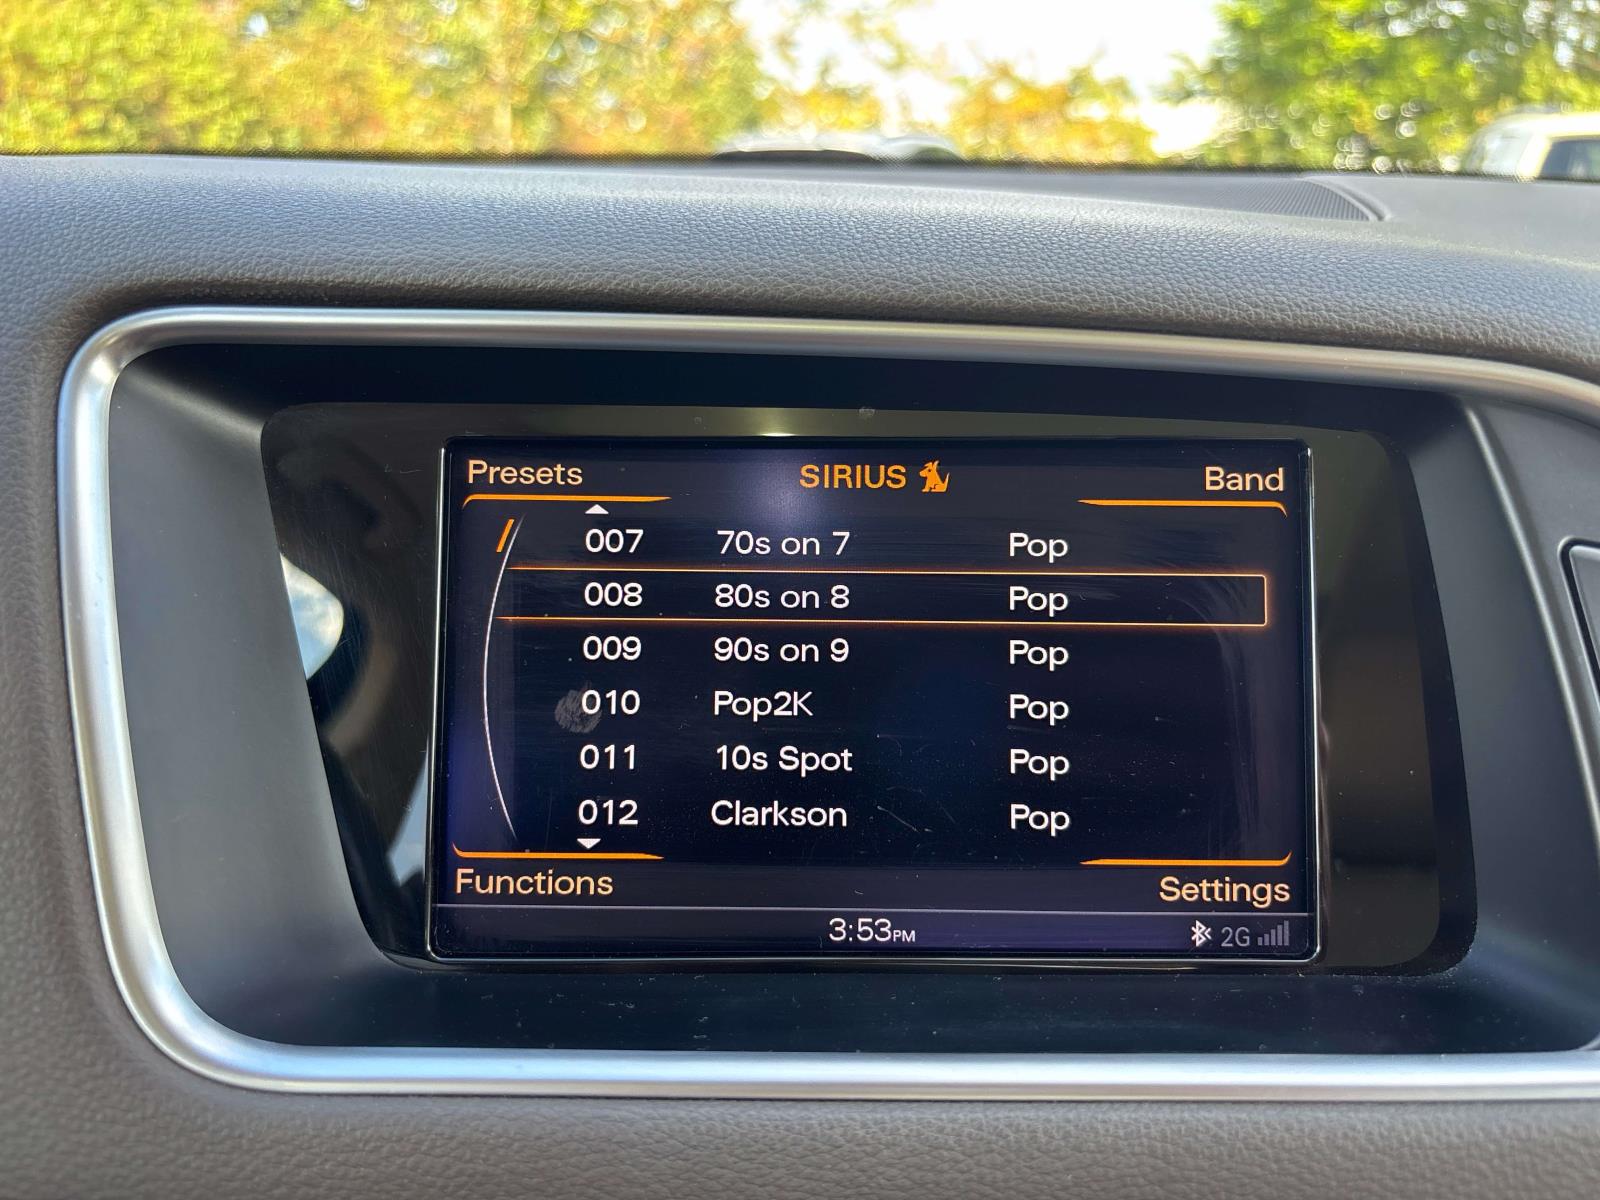 Presets SIRIUS Band
007 70s on 7 Pop
008 80s on 8 Pop
009 90s on 9 Pop
010 Pop2K Pop
011 10s Spot Pop
012 Clarkson Pop
Functions Settings
3:53PM 2G